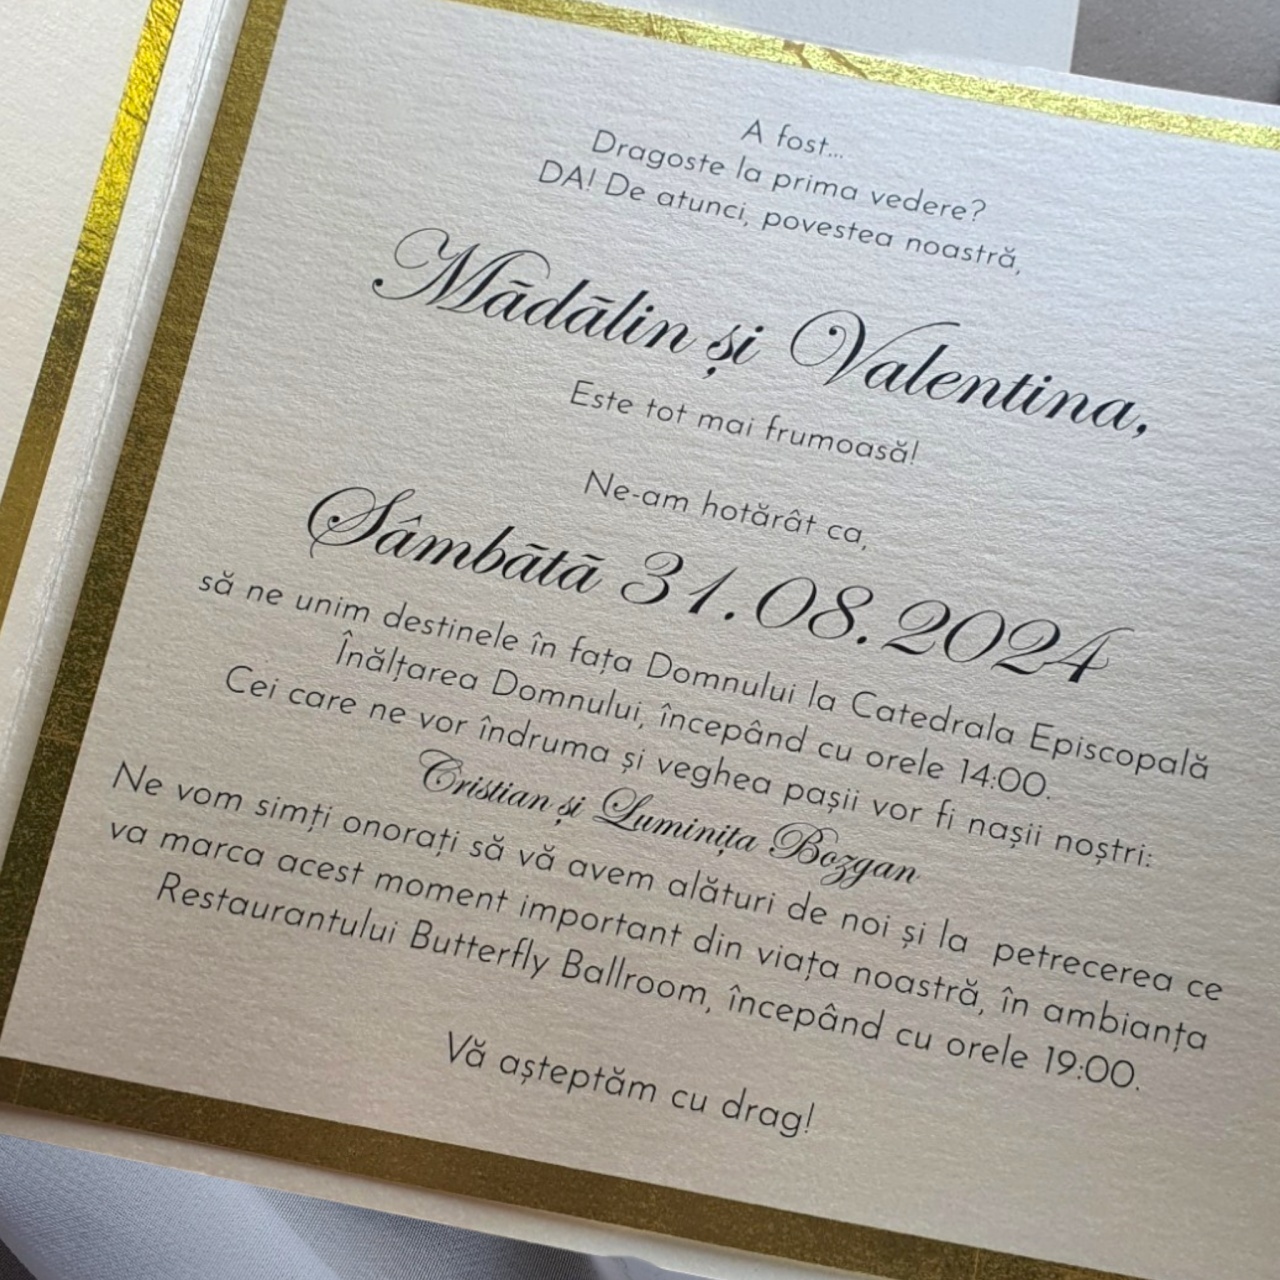 A fost...
Dragoste la prima vedere?
DA! De atunci, povestea noastră,
Mădălin și Valentina,
Este tot mai frumoasă!
Ne-am hotărât ca,
Sâmbătă 31.08.2024
să ne unim destinele în fața Domnului la Catedrala Episcopală
Înălțarea Domnului, începând cu orele 14:00.
Cei care ne vor îndruma și veghea pașii vor fi nașii noștri:
Cristian și Luminița Bozgan
Ne vom simți onorați să vă avem alături de noi și la petrecerea ce
va marca acest moment important din viața noastră, în ambianța
Restaurantului Butterfly Ballroom, începând cu orele 19:00.
Vă așteptăm cu drag!